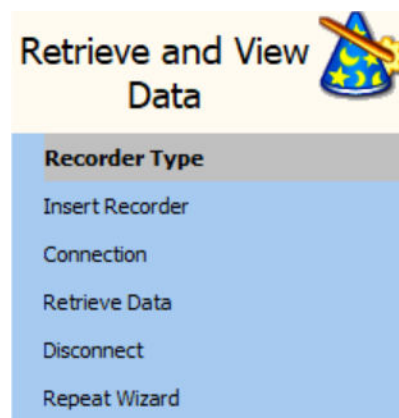 Retrieve and View
Data
Recorder Type
Insert Recorder
Connection
Retrieve Data
Disconnect
Repeat Wizard